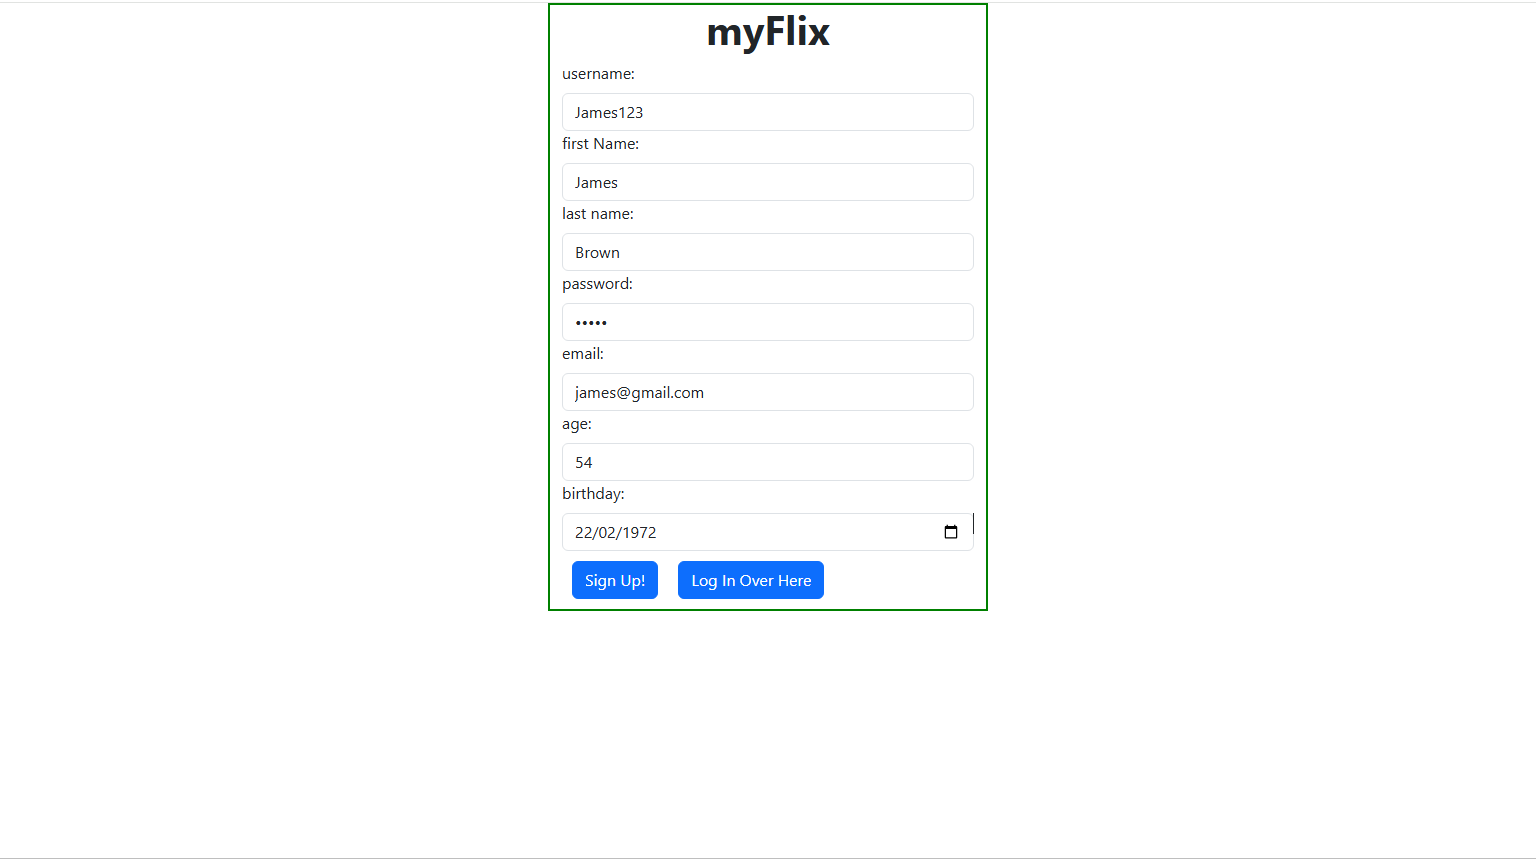 myFlix
username:
James123
first Name:
James
last name:
Brown
password:
•••••
email:
james@gmail.com
age:
54
birthday:
22/02/1972
Sign Up! Log In Over Here